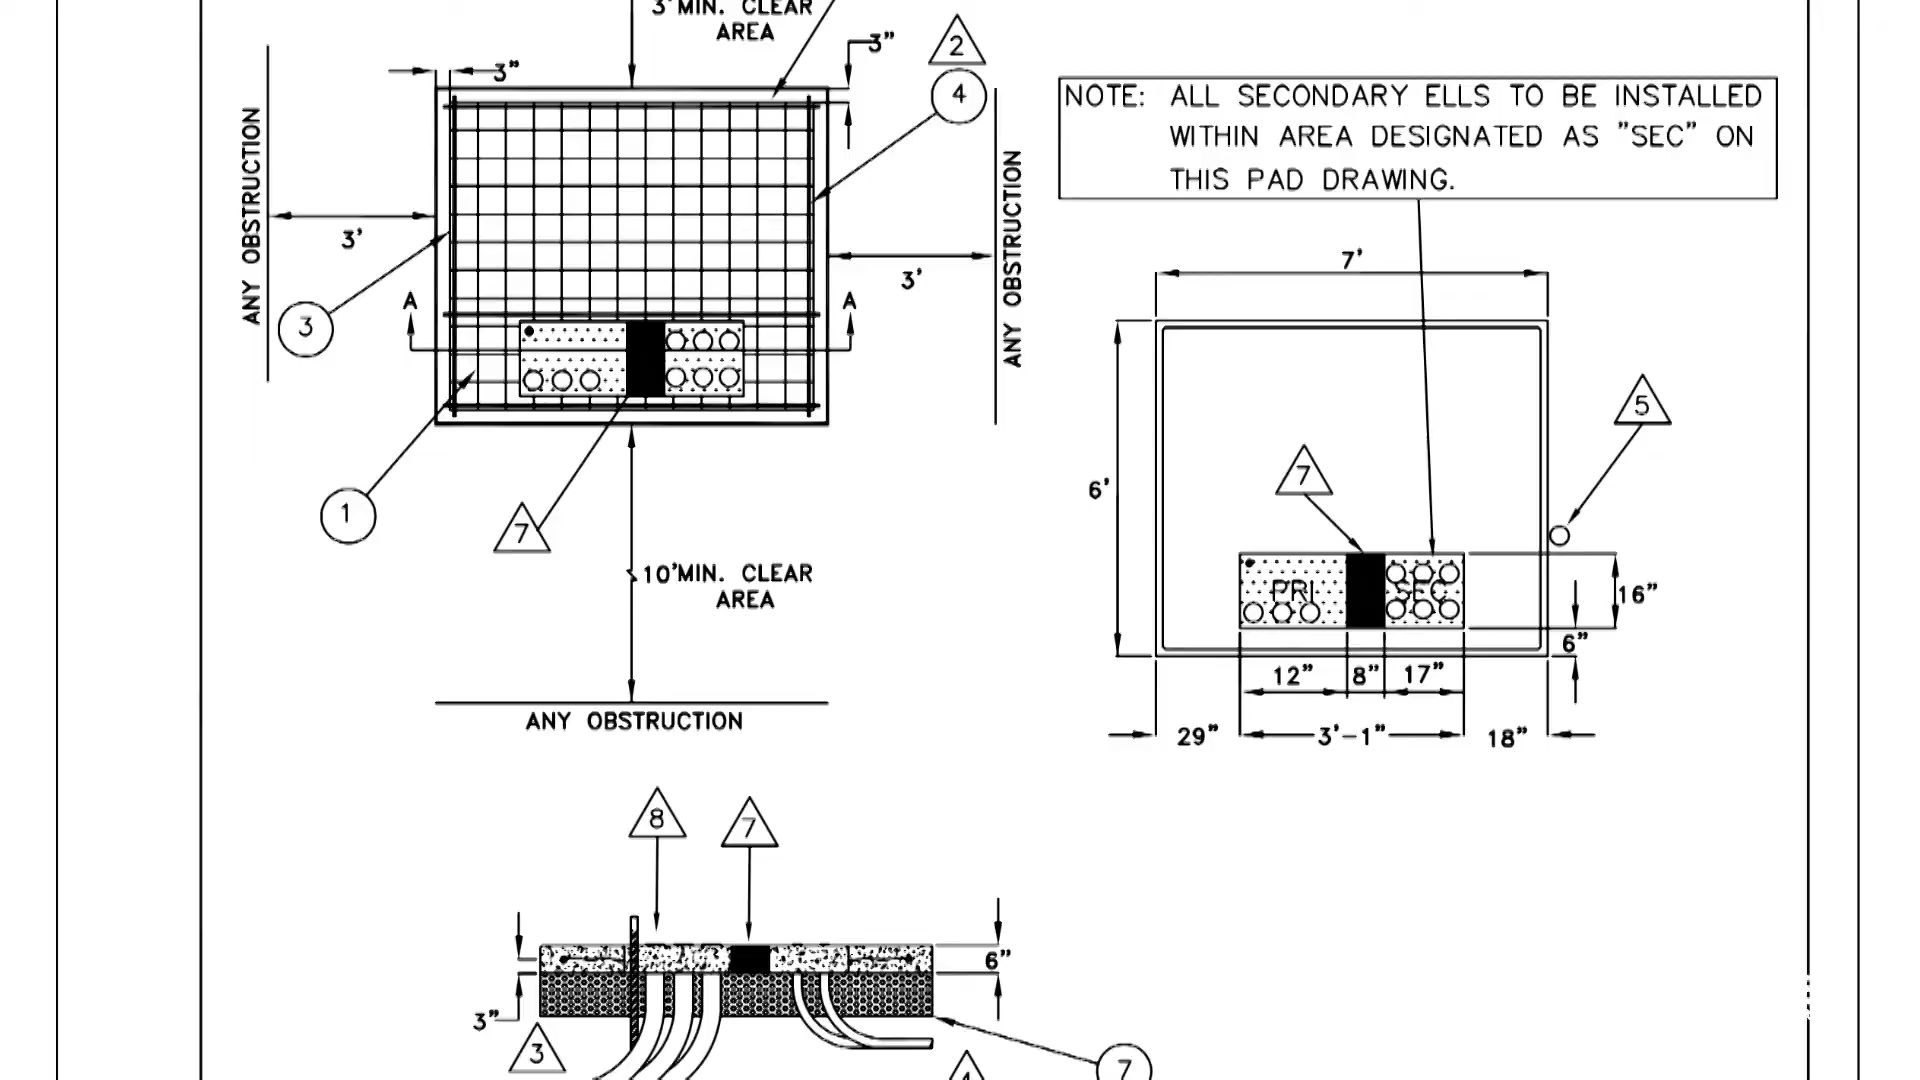 3'MIN. CLEAR
AREA
3"
3"
2
4
ANY OBSTRUCTION
3'
3
A
A
3'
ANY OBSTRUCTION
1
7
10'MIN. CLEAR
AREA
ANY OBSTRUCTION
NOTE: ALL SECONDARY ELLS TO BE INSTALLED
WITHIN AREA DESIGNATED AS "SEC" ON
THIS PAD DRAWING.
7'
6'
5
7
PRI
SEC
16"
6"
12"
8"
17"
29"
3'-1"
18"
8
7
6"
3"
3
7